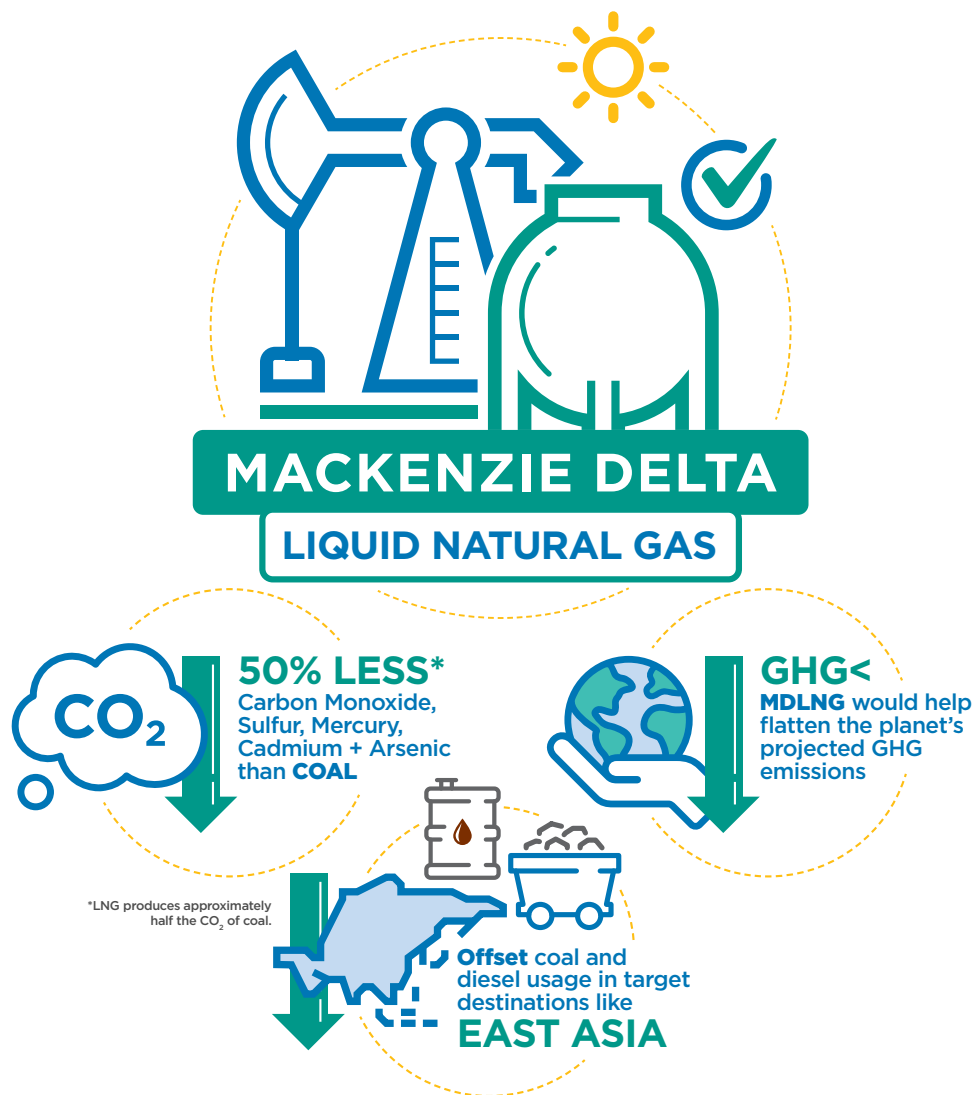 MACKENZIE DELTA
LIQUID NATURAL GAS
CO₂
50% LESS*
Carbon Monoxide,
Sulfur, Mercury,
Cadmium + Arsenic
than COAL
GHG<
MDLNG would help
flatten the planet's
projected GHG
emissions
*LNG produces approximately
half the CO₂ of coal.
Offset coal and
diesel usage in target
destinations like
EAST ASIA